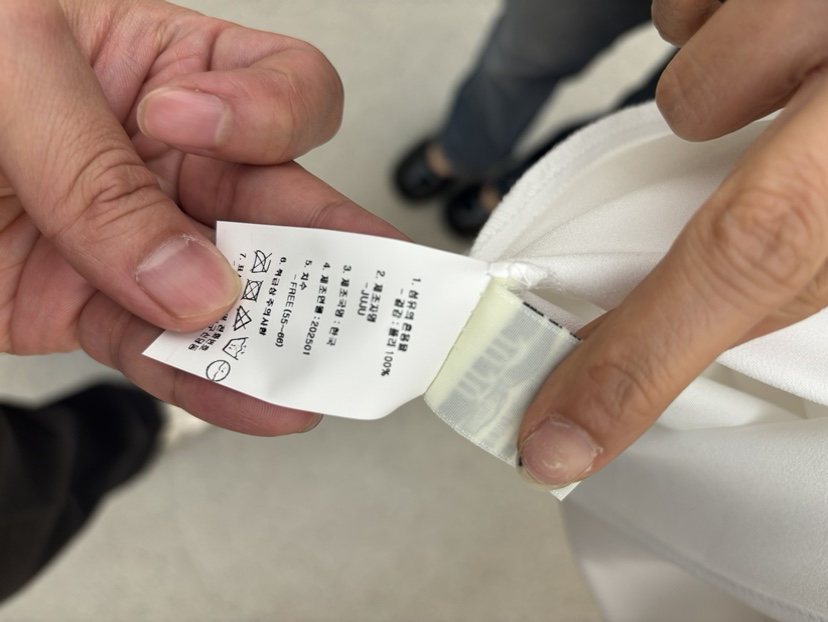 1. 섬유의 혼용율
- 겉감 : 폴리 100%
2. 제조자명
- JUJU
3. 제조국명 : 한국
4. 제조연월 : 202501
5. 치수
- FREE (55~66)
6. 취급상 주의사항
7.